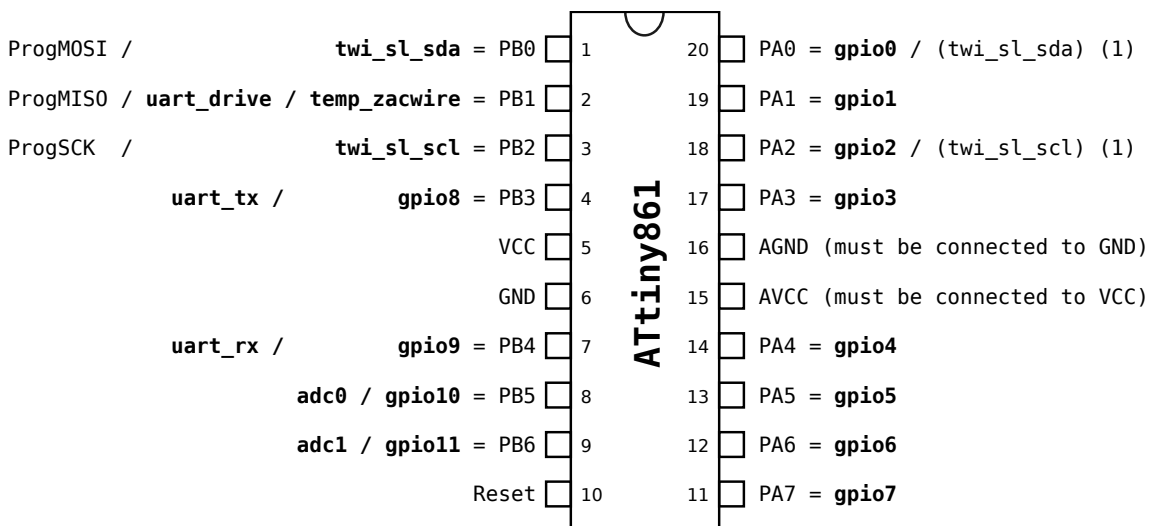 ProgMOSI / twi_sl_sda = PB0 1 20 PA0 = gpio0 / (twi_sl_sda) (1)
ProgMISO / uart_drive / temp_zacwire = PB1 2 19 PA1 = gpio1
ProgSCK / twi_sl_scl = PB2 3 18 PA2 = gpio2 / (twi_sl_scl) (1)
uart_tx / gpio8 = PB3 4 17 PA3 = gpio3
VCC 5 16 AGND (must be connected to GND)
GND 6 15 AVCC (must be connected to VCC)
uart_rx / gpio9 = PB4 7 14 PA4 = gpio4
adc0 / gpio10 = PB5 8 13 PA5 = gpio5
adc1 / gpio11 = PB6 9 12 PA6 = gpio6
Reset 10 11 PA7 = gpio7
ATtiny861